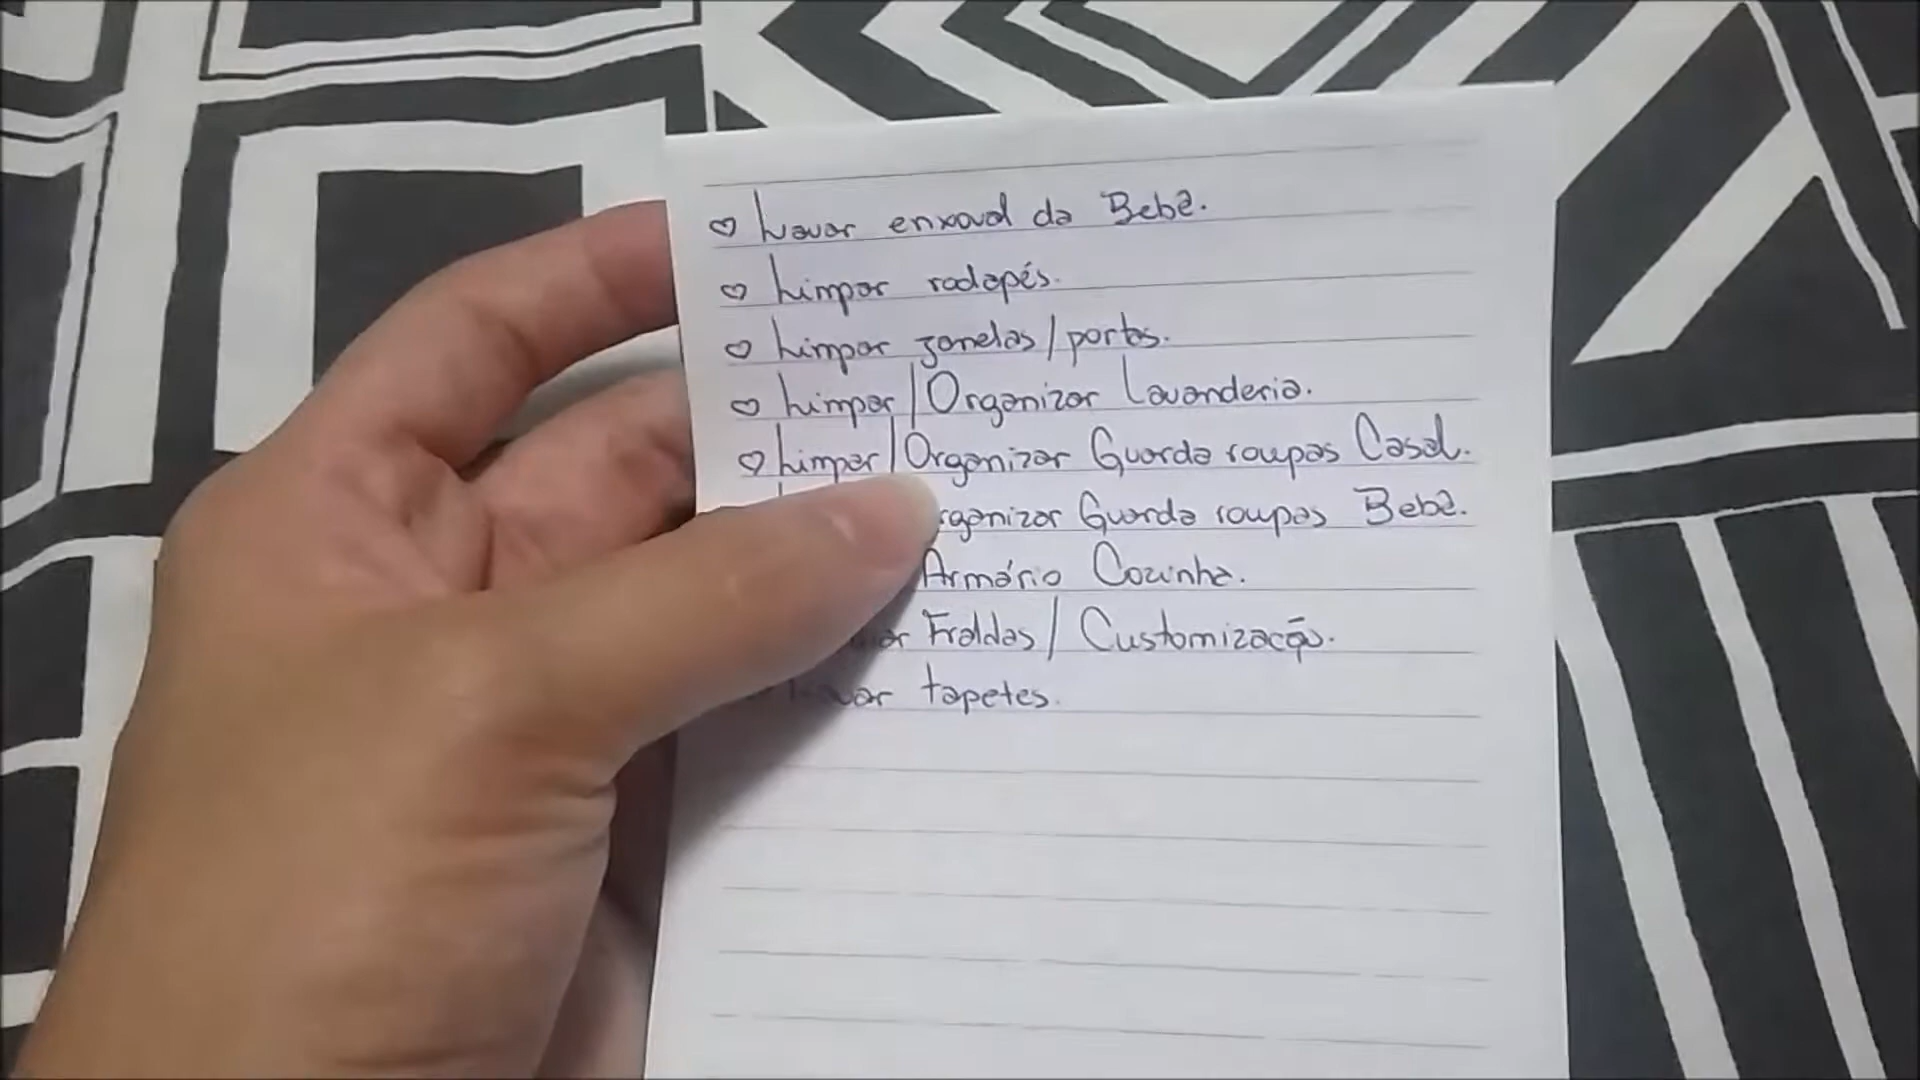 ♡ Lavar enxoval da Bebê.
♡ Limpar rodapés.
♡ Limpar janelas/portas.
♡ Limpar/Organizar Lavanderia.
♡ Limpar/Organizar Guarda roupas Casal.
Guarda roupas Bebê.
Armário Cozinha.
Fraldas/ Customização.
tapetes.